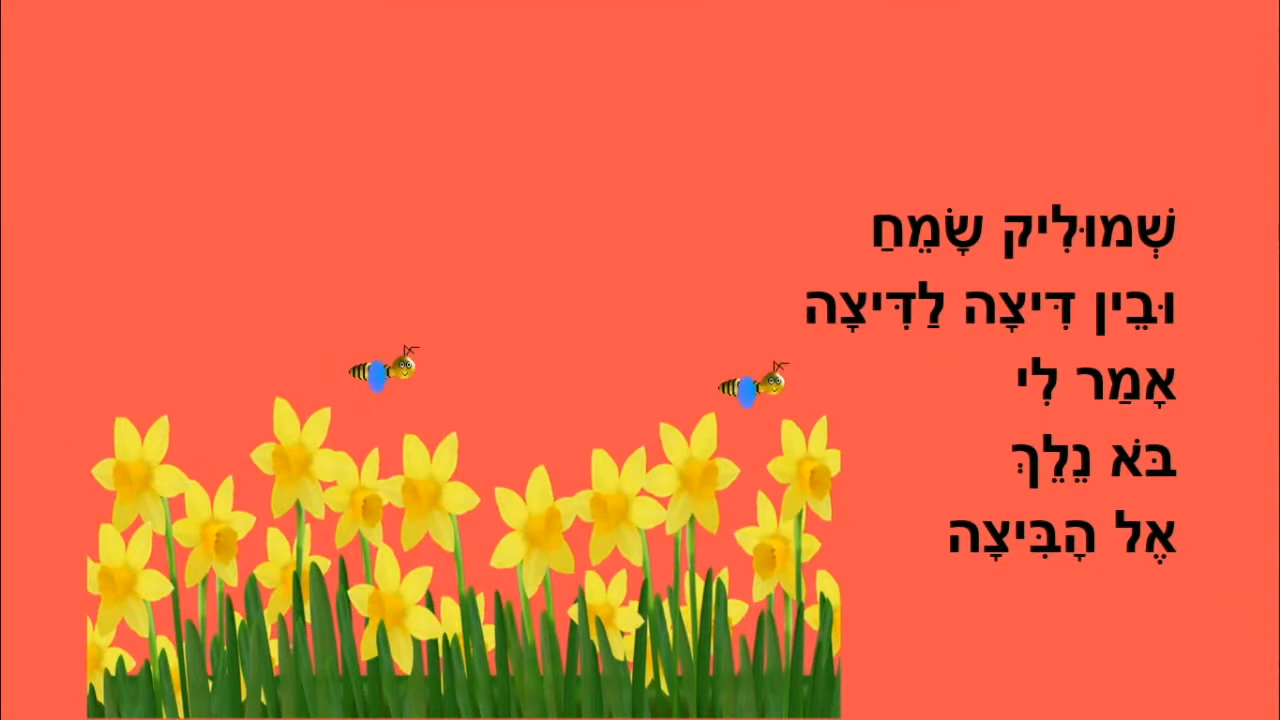 שְׁמוּלִיק שָׂמֵחַ
וּבֵין דִּיצָה לַדִּיצָה
אָמַר לִי
בֹּא נֵלֵךְ
אֶל הָבִּיצָה